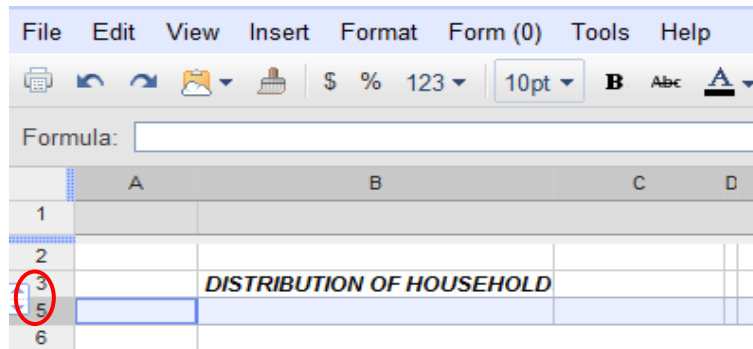 File Edit View Insert Format Form (0) Tools Help
$ % 123 10pt B Abc A
Formula:
A B C D
1
2
3 DISTRIBUTION OF HOUSEHOLD
5
6